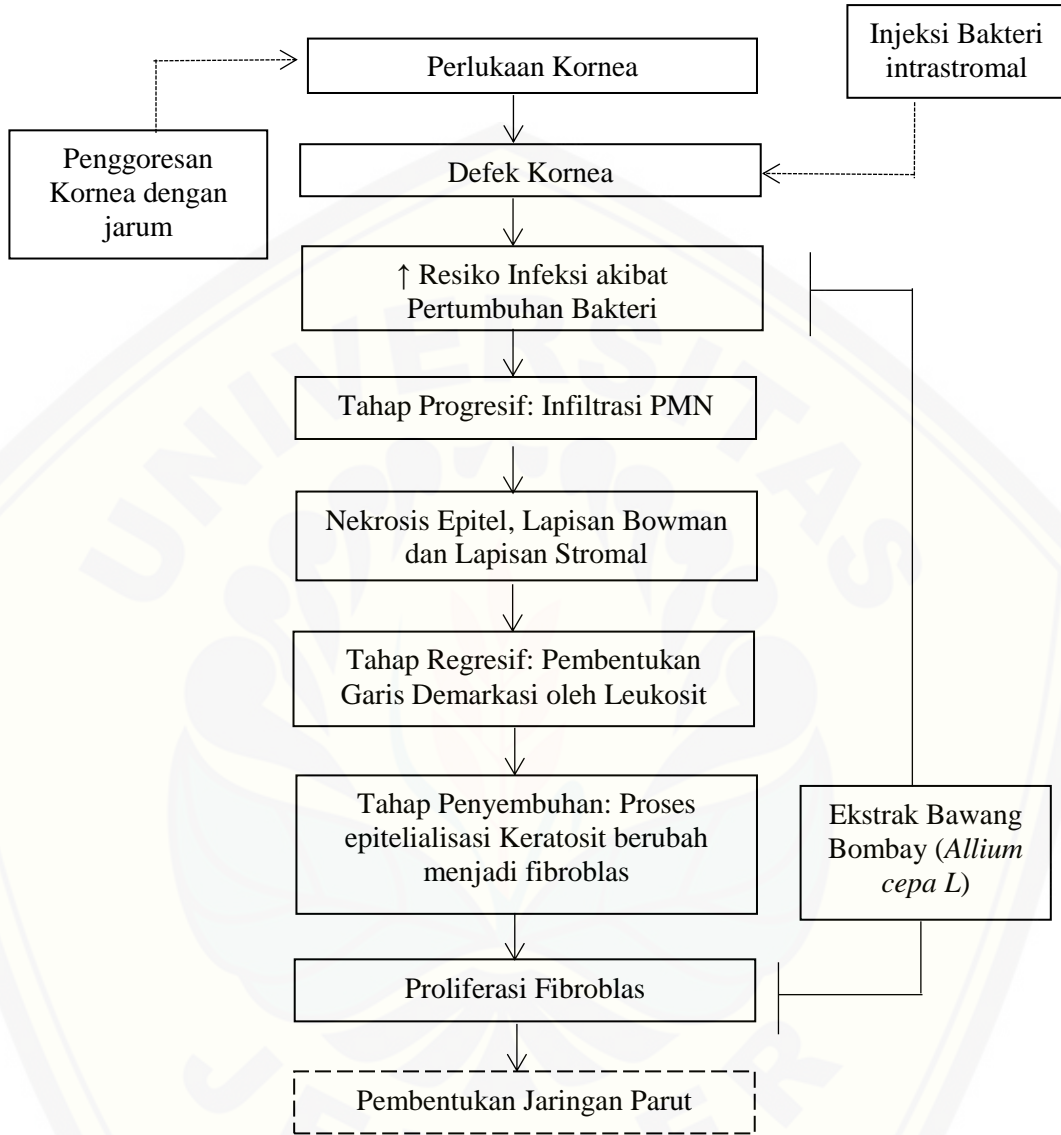 Injeksi Bakteri
intrastromal
Perlukaan Kornea
Penggoresan
Kornea dengan
jarum
Defek Kornea
↑ Resiko Infeksi akibat
Pertumbuhan Bakteri
Tahap Progresif: Infiltrasi PMN
Nekrosis Epitel, Lapisan Bowman
dan Lapisan Stromal
Tahap Regresif: Pembentukan
Garis Demarkasi oleh Leukosit
Tahap Penyembuhan: Proses
epitelialisasi Keratosit berubah
menjadi fibroblas
Ekstrak Bawang
Bombay (Allium
cepa L)
Proliferasi Fibroblas
Pembentukan Jaringan Parut
UNIVERSITAS
JEMBER